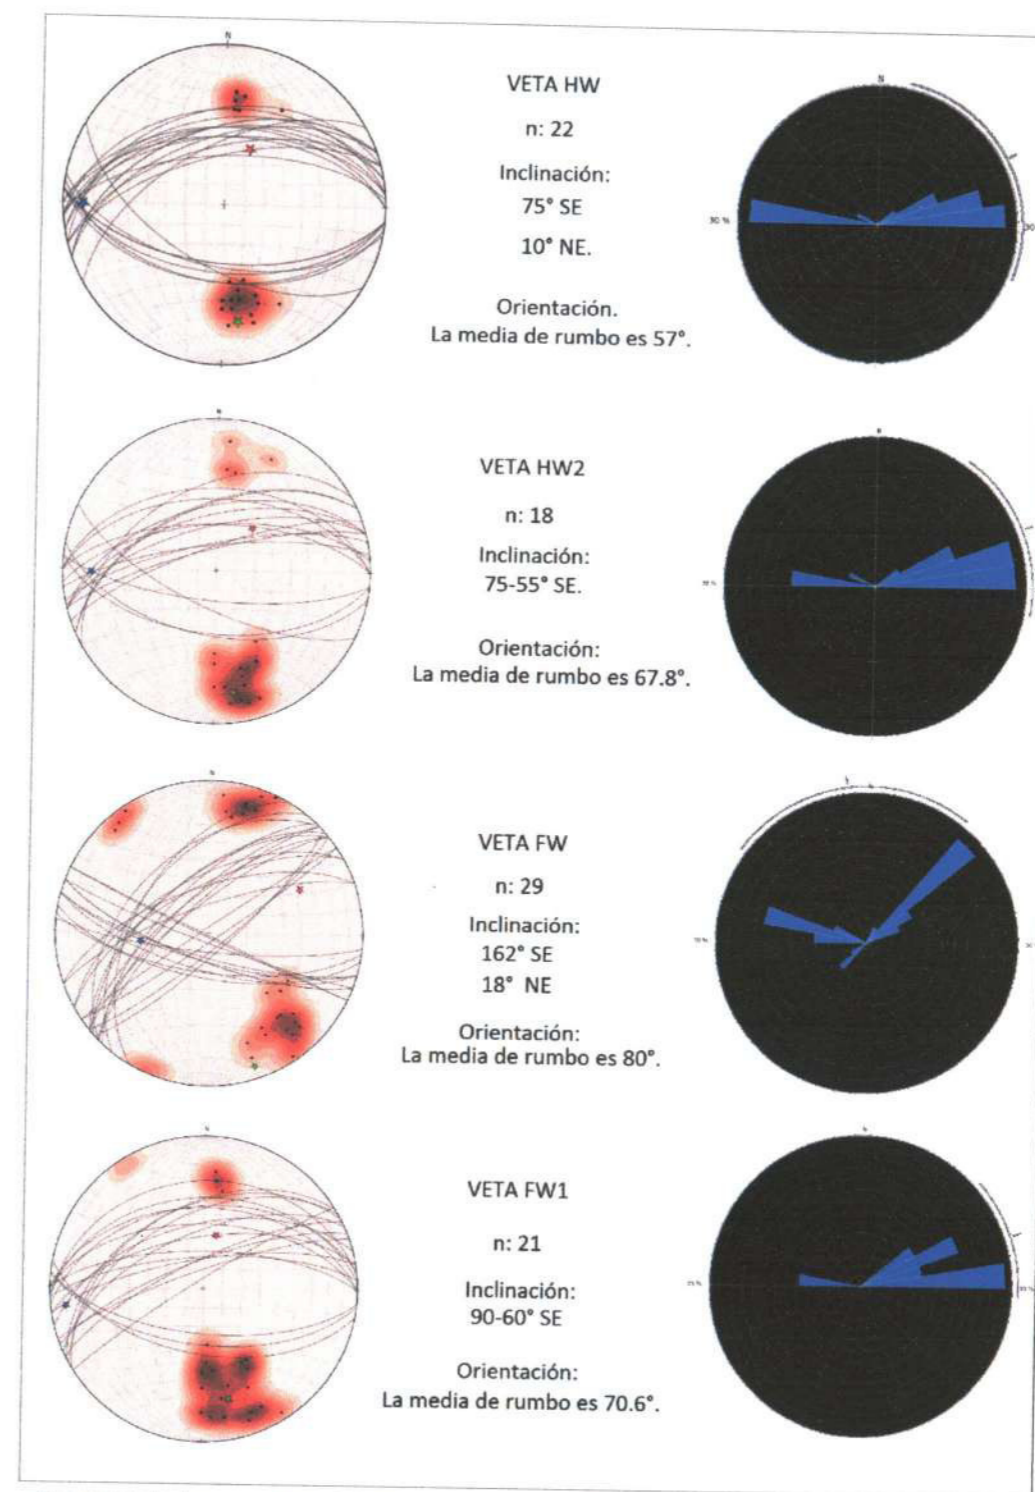 N
VETA HW
n: 22
Inclinación:
75° SE
10° NE.
Orientación.
La media de rumbo es 57°.
N
30 %
VETA HW2
n: 18
Inclinación:
75-55° SE.
Orientación:
La media de rumbo es 67.8°.
VETA FW
n: 29
Inclinación:
162° SE
18° NE
Orientación:
La media de rumbo es 80°.
VETA FW1
n: 21
Inclinación:
90-60° SE
Orientación:
La media de rumbo es 70.6°.